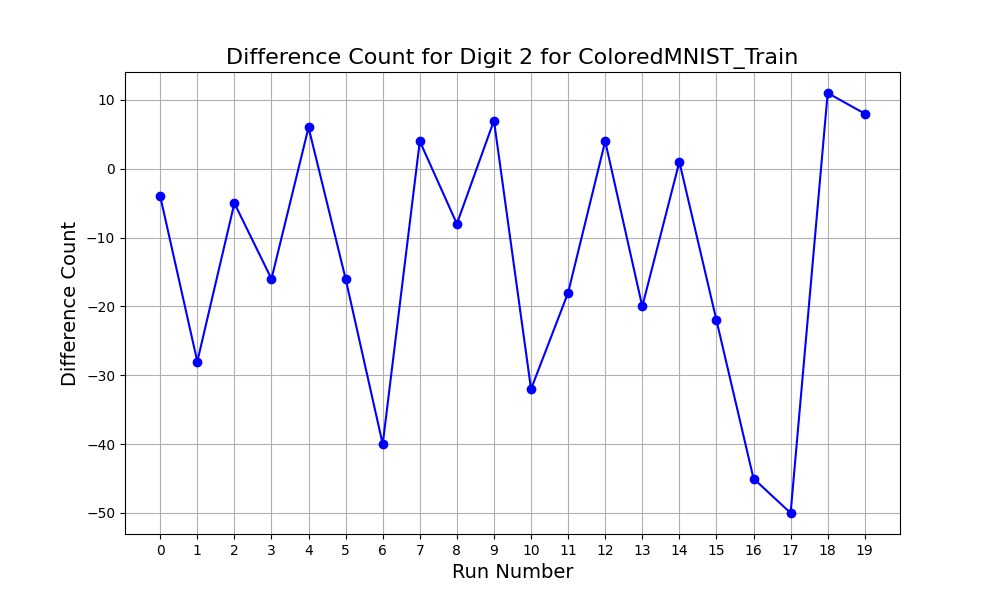 Difference Count for Digit 2 for ColoredMNIST_Train
Difference Count
10
0
−10
−20
−30
−40
−50
0 1 2 3 4 5 6 7 8 9 10 11 12 13 14 15 16 17 18 19
Run Number